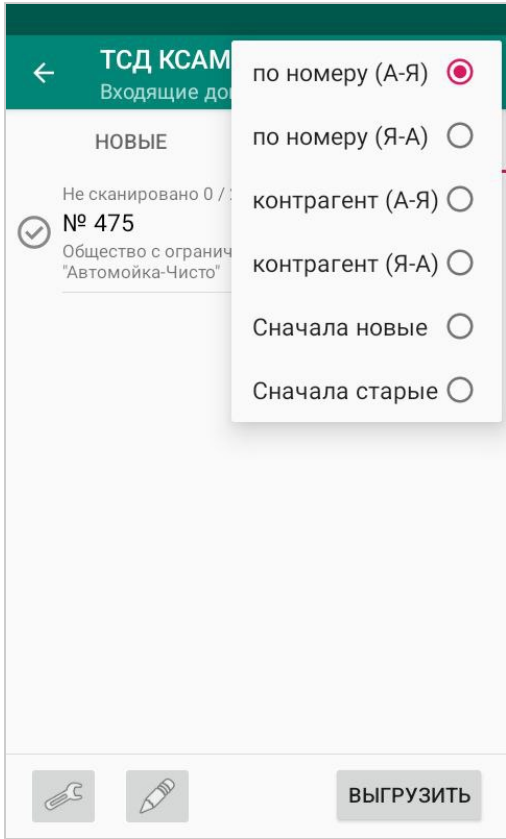 ТСД КСАМ
Входящие до
НОВЫЕ
Не сканировано 0 /
№ 475
Общество с огранич
"Автомойка-Чисто"
по номеру (А-Я)
по номеру (Я-А)
контрагент (А-Я)
контрагент (Я-А)
Сначала новые
Сначала старые
ВЫГРУЗИТЬ